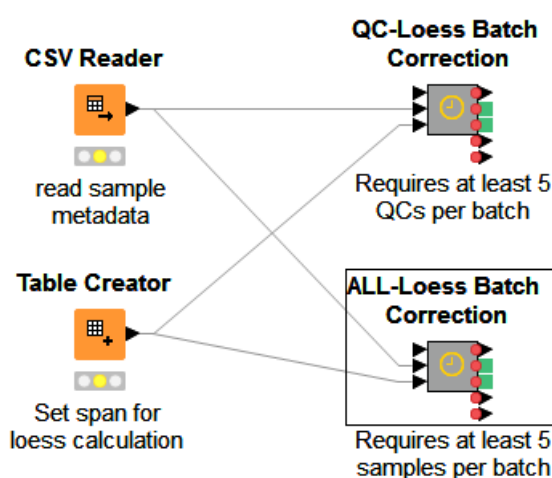 CSV Reader
read sample
metadata
QC-Loess Batch
Correction
Requires at least 5
QCs per batch
Table Creator
Set span for
loess calculation
ALL-Loess Batch
Correction
Requires at least 5
samples per batch